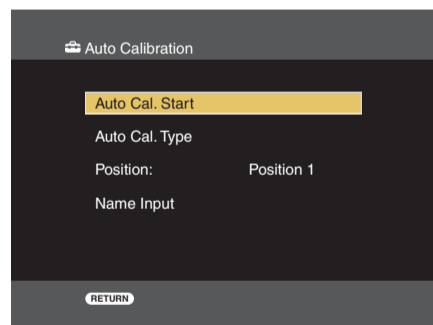 Auto Calibration
Auto Cal. Start
Auto Cal. Type
Position: Position 1
Name Input
RETURN